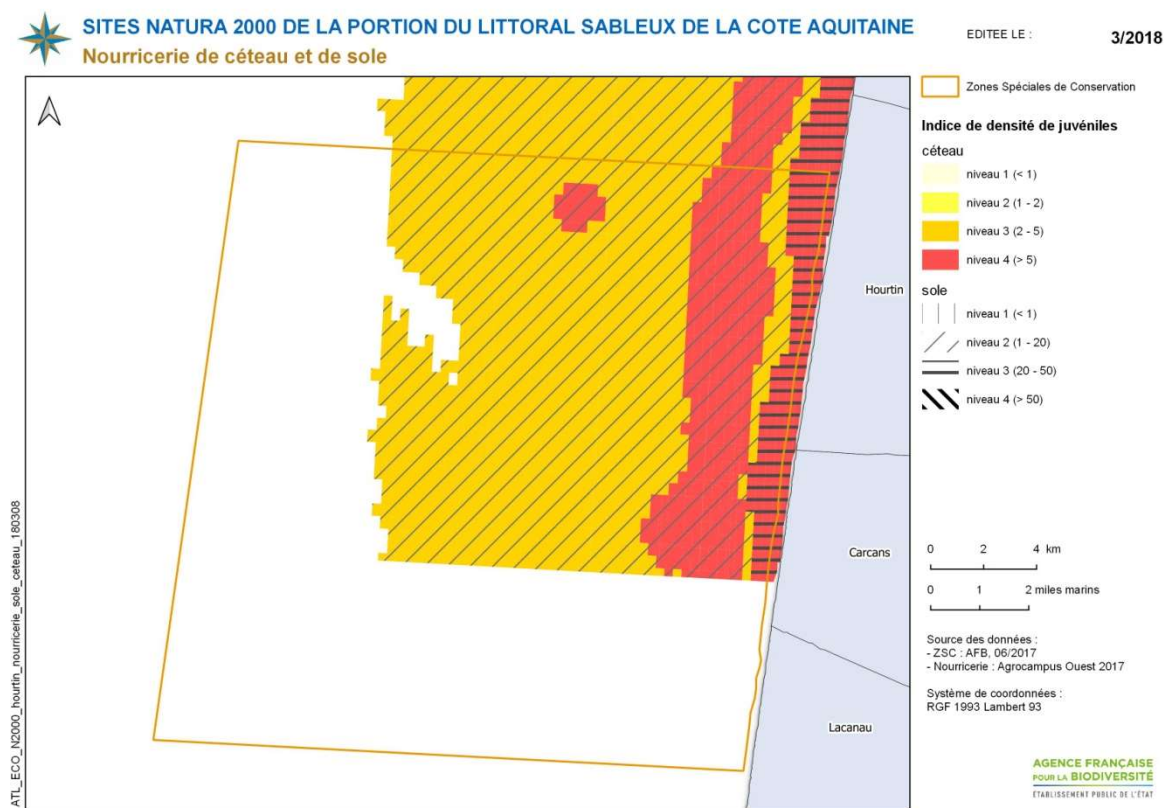 SITES NATURA 2000 DE LA PORTION DU LITTORAL SABLEUX DE LA COTE AQUITAINE
Nourricerie de céteau et de sole
EDITEE LE :
3/2018
Zones Spéciales de Conservation
Indice de densité de juvéniles
céteau
niveau 1 (< 1)
niveau 2 (1 - 2)
niveau 3 (2 - 5)
niveau 4 (> 5)
sole
niveau 1 (< 1)
niveau 2 (1 - 20)
niveau 3 (20 - 50)
niveau 4 (> 50)
Hourtin
Carcans
Lacanau
0 2 4 km
0 1 2 miles marins
Source des données :
- ZSC : AFB, 06/2017
- Nourricerie : Agrocampus Ouest 2017
Système de coordonnées :
RGF 1993 Lambert 93
AGENCE FRANÇAISE
POUR LA BIODIVERSITÉ
ÉTABLISSEMENT PUBLIC DE L'ÉTAT
ATL_ECO_N2000_hourtin_nourricerie_sole_ceteau_180308